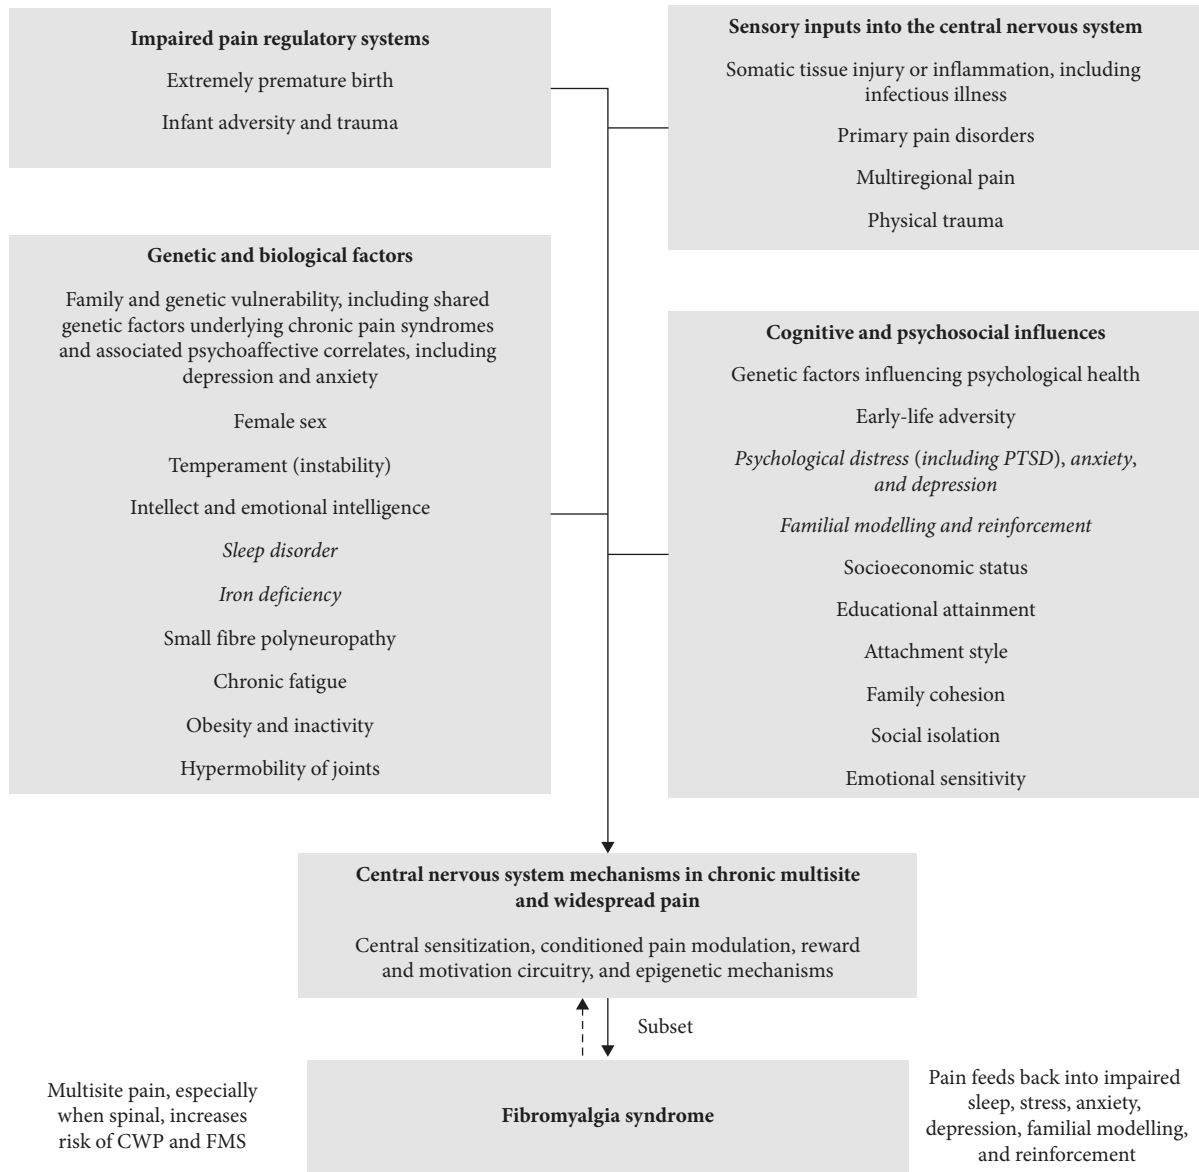 Impaired pain regulatory systems
Extremely premature birth
Infant adversity and trauma
Sensory inputs into the central nervous system
Somatic tissue injury or inflammation, including
infectious illness
Primary pain disorders
Multiregional pain
Physical trauma
Genetic and biological factors
Family and genetic vulnerability, including shared
genetic factors underlying chronic pain syndromes
and associated psychoaffective correlates, including
depression and anxiety
Female sex
Temperament (instability)
Intellect and emotional intelligence
Sleep disorder
Iron deficiency
Small fibre polyneuropathy
Chronic fatigue
Obesity and inactivity
Hypermobility of joints
Cognitive and psychosocial influences
Genetic factors influencing psychological health
Early-life adversity
Psychological distress (including PTSD), anxiety,
and depression
Familial modelling and reinforcement
Socioeconomic status
Educational attainment
Attachment style
Family cohesion
Social isolation
Emotional sensitivity
Central nervous system mechanisms in chronic multisite
and widespread pain
Central sensitization, conditioned pain modulation, reward
and motivation circuitry, and epigenetic mechanisms
Subset
Multisite pain, especially
when spinal, increases
risk of CWP and FMS
Fibromyalgia syndrome
Pain feeds back into impaired
sleep, stress, anxiety,
depression, familial modelling,
and reinforcement